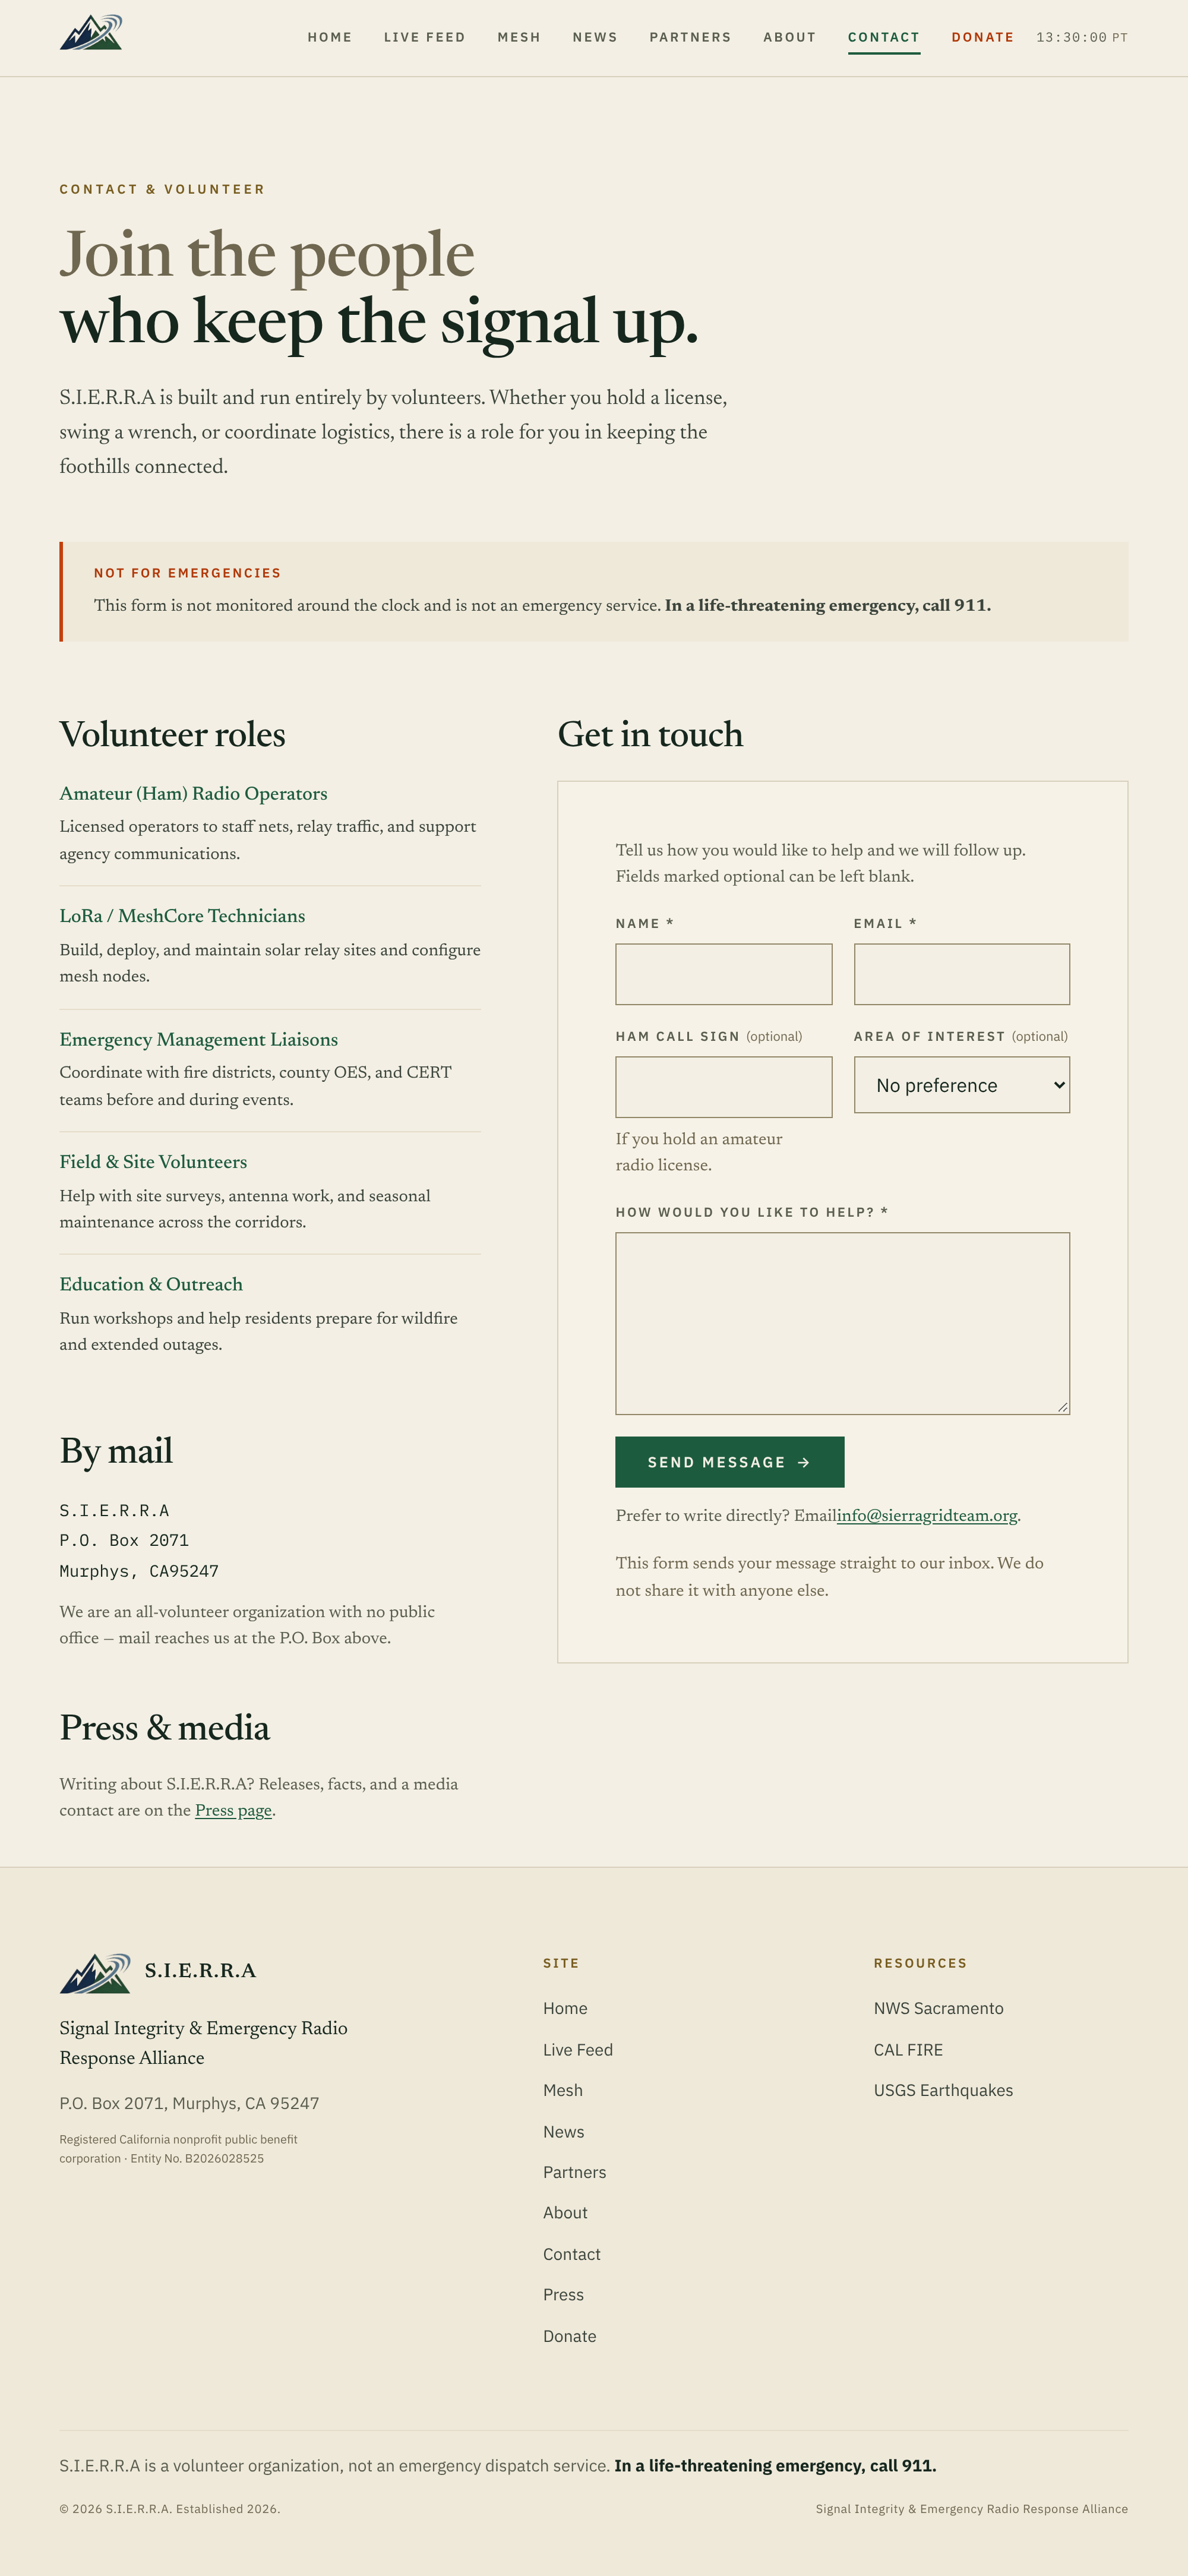 HOME LIVE FEED MESH NEWS PARTNERS ABOUT CONTACT DONATE 13:30:00 PT
CONTACT & VOLUNTEER
Join the people
who keep the signal up.
S.I.E.R.R.A is built and run entirely by volunteers. Whether you hold a license,
swing a wrench, or coordinate logistics, there is a role for you in keeping the
foothills connected.
NOT FOR EMERGENCIES
This form is not monitored around the clock and is not an emergency service. In a life-threatening emergency, call 911.
Volunteer roles
Amateur (Ham) Radio Operators
Licensed operators to staff nets, relay traffic, and support
agency communications.
LoRa / MeshCore Technicians
Build, deploy, and maintain solar relay sites and configure
mesh nodes.
Emergency Management Liaisons
Coordinate with fire districts, county OES, and CERT
teams before and during events.
Field & Site Volunteers
Help with site surveys, antenna work, and seasonal
maintenance across the corridors.
Education & Outreach
Run workshops and help residents prepare for wildfire
and extended outages.
By mail
S.I.E.R.R.A
P.O. Box 2071
Murphys, CA95247
We are an all-volunteer organization with no public
office — mail reaches us at the P.O. Box above.
Press & media
Writing about S.I.E.R.R.A? Releases, facts, and a media
contact are on the Press page.
Get in touch
Tell us how you would like to help and we will follow up.
Fields marked optional can be left blank.
NAME * EMAIL *
HAM CALL SIGN (optional) AREA OF INTEREST (optional)
No preference
If you hold an amateur
radio license.
HOW WOULD YOU LIKE TO HELP? *
SEND MESSAGE →
Prefer to write directly? Emailinfo@sierragridteam.org.
This form sends your message straight to our inbox. We do
not share it with anyone else.
S.I.E.R.R.A
Signal Integrity & Emergency Radio
Response Alliance
P.O. Box 2071, Murphys, CA 95247
Registered California nonprofit public benefit
corporation · Entity No. B2026028525
SITE
Home
Live Feed
Mesh
News
Partners
About
Contact
Press
Donate
RESOURCES
NWS Sacramento
CAL FIRE
USGS Earthquakes
S.I.E.R.R.A is a volunteer organization, not an emergency dispatch service. In a life-threatening emergency, call 911.
© 2026 S.I.E.R.R.A. Established 2026.
Signal Integrity & Emergency Radio Response Alliance